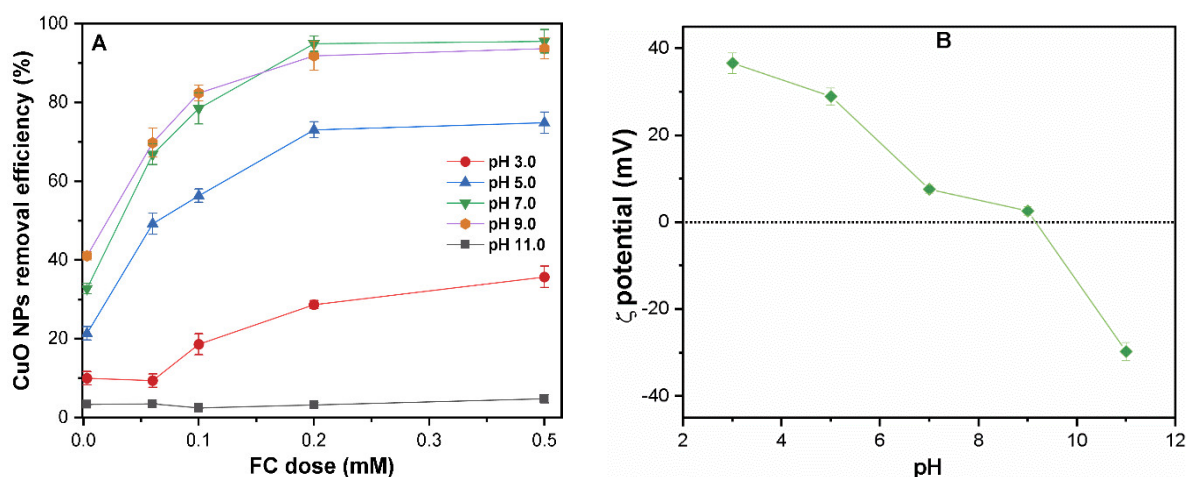 A
CuO NPs removal efficiency (%)
100
80
60
40
20
0
pH 3.0
pH 5.0
pH 7.0
pH 9.0
pH 11.0
0.0
0.1
0.2
0.3
0.5
FC dose (mM)
B
ζ potential (mV)
40
20
0
-20
-40
2
4
6
8
10
12
pH